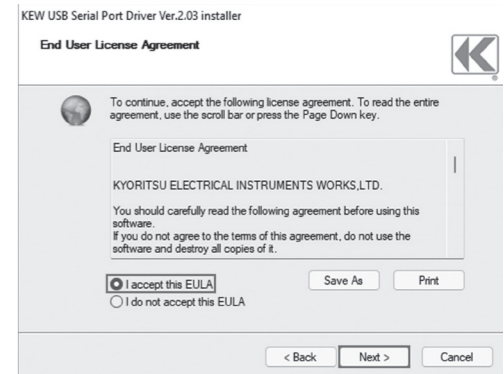 KEW USB Serial Port Driver Ver.2.03 installer
End User License Agreement
To continue, accept the following license agreement. To read the entire
agreement, use the scroll bar or press the Page Down key.
End User License Agreement
KYORITSU ELECTRICAL INSTRUMENTS WORKS,LTD.
You should carefully read the following agreement before using this
software.
If you do not agree to the terms of this agreement, do not use the
software and destroy all copies of it.
I accept this EULA
Save As
Print
I do not accept this EULA
< Back
Next >
Cancel